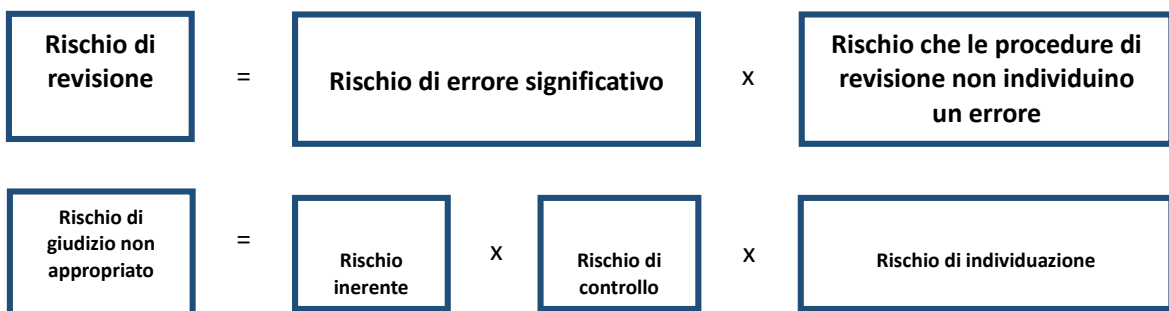 Rischio di
revisione
=
Rischio di errore significativo
x
Rischio che le procedure di
revisione non individuino
un errore
Rischio di
giudizio non
appropriato
=
Rischio
inerente
x
Rischio di
controllo
x
Rischio di individuazione